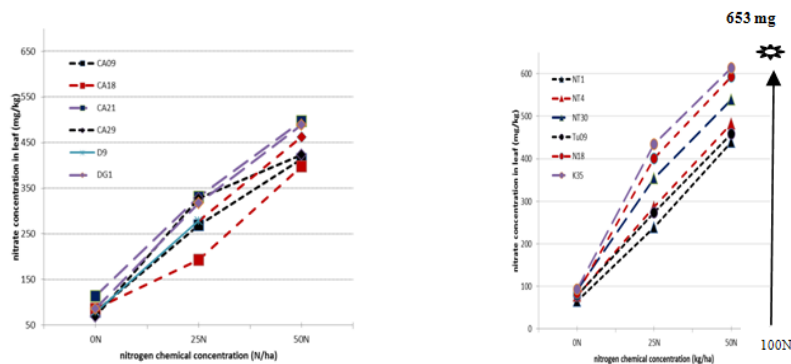 650
550
450
350
250
150
50
nitrate concentration in leaf (mg/kg)
CA09
CA18
CA21
CA29
D9
DG1
0N
25N
50N
nitrogen chemical concentration (N/ha)
653 mg
600
500
400
300
200
100
0
nitrate concentration in leaf (mg/kg)
NT1
NT4
NT30
Tu09
N18
K35
0N
25N
50N
nitrogen chemical concentration (kg/ha)
100N